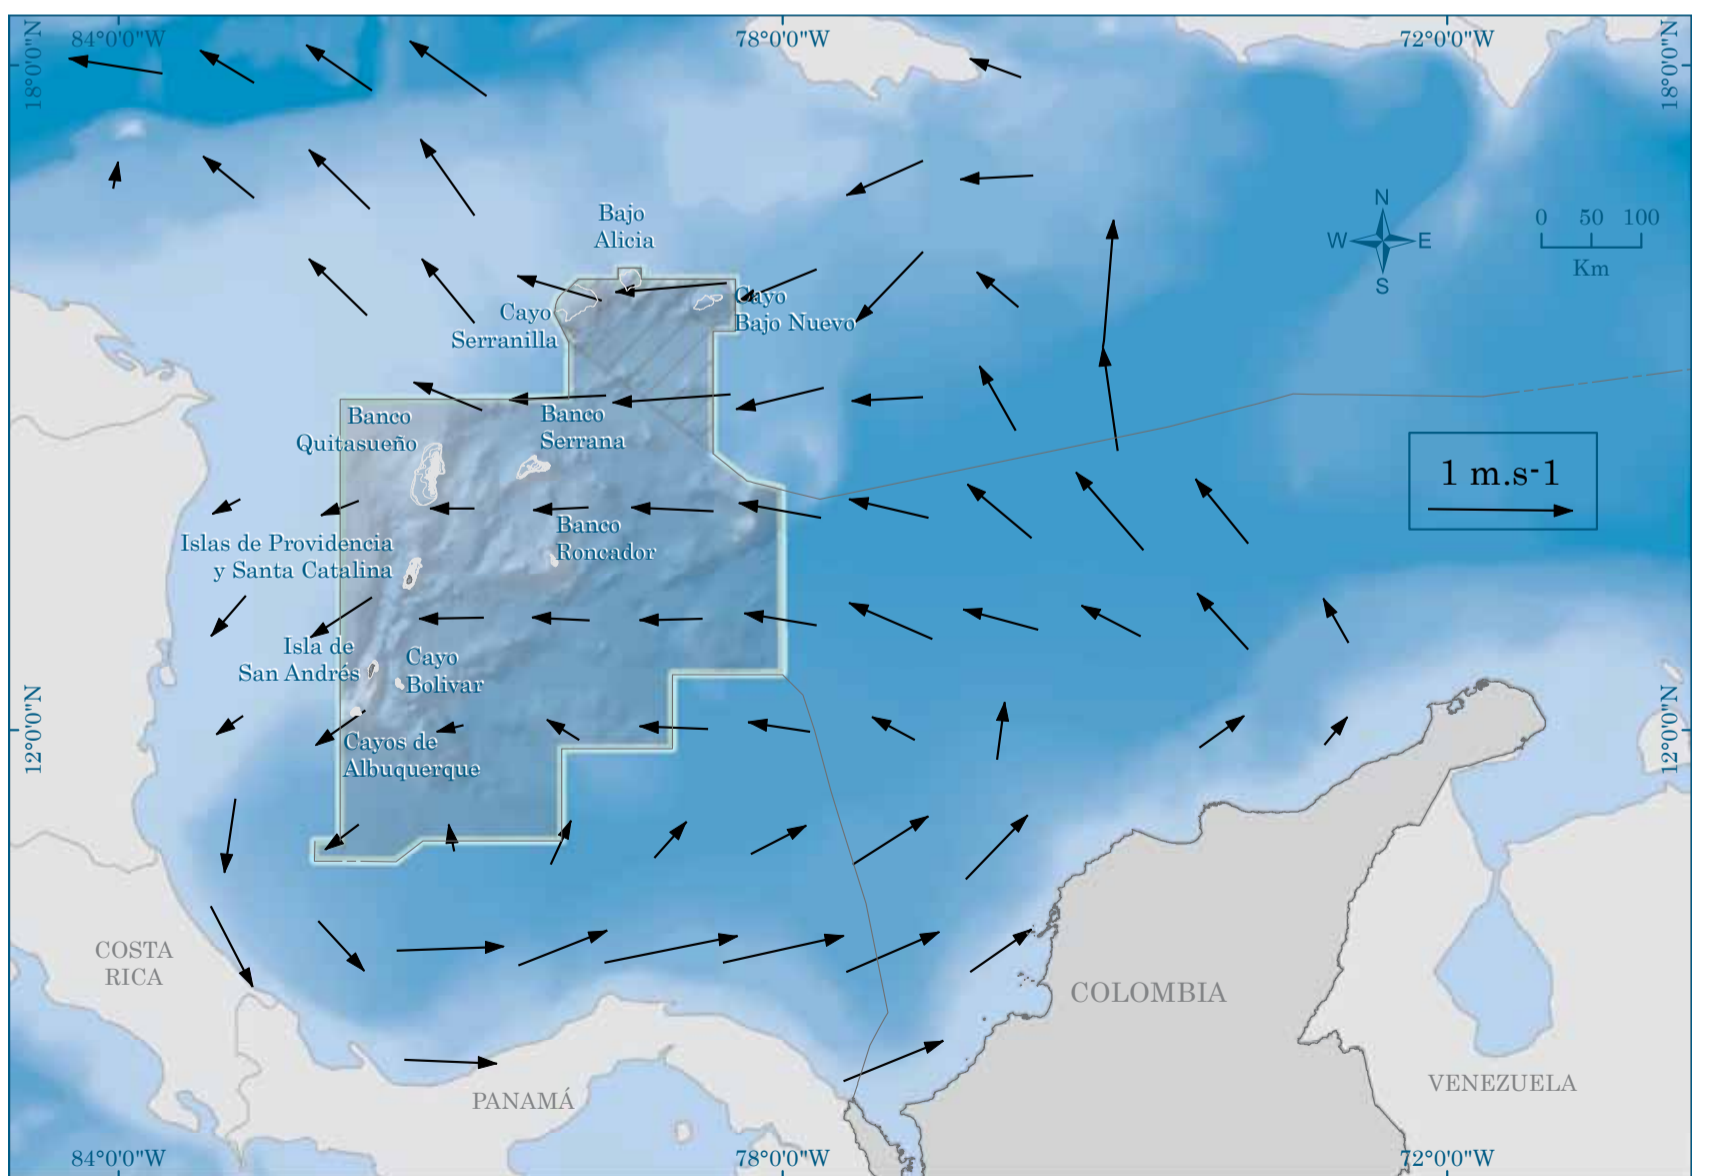 84°0'0"W
78°0'0"W
72°0'0"W
18°0'0"N
18°0'0"N
N
W
E
S
0 50 100
Km
Bajo
Alicia
Cayo
Serranilla
Cayo
Bajo Nuevo
Banco
Quitasueño
Banco
Serrana
1 m.s-1
Banco
Roncador
Islas de Providencia
y Santa Catalina
Isla de
San Andrés
Cayo
Bolivar
Cayos de
Albuquerque
12°0'0"N
12°0'0"N
COSTA
RICA
COLOMBIA
PANAMÁ
VENEZUELA
84°0'0"W
78°0'0"W
72°0'0"W